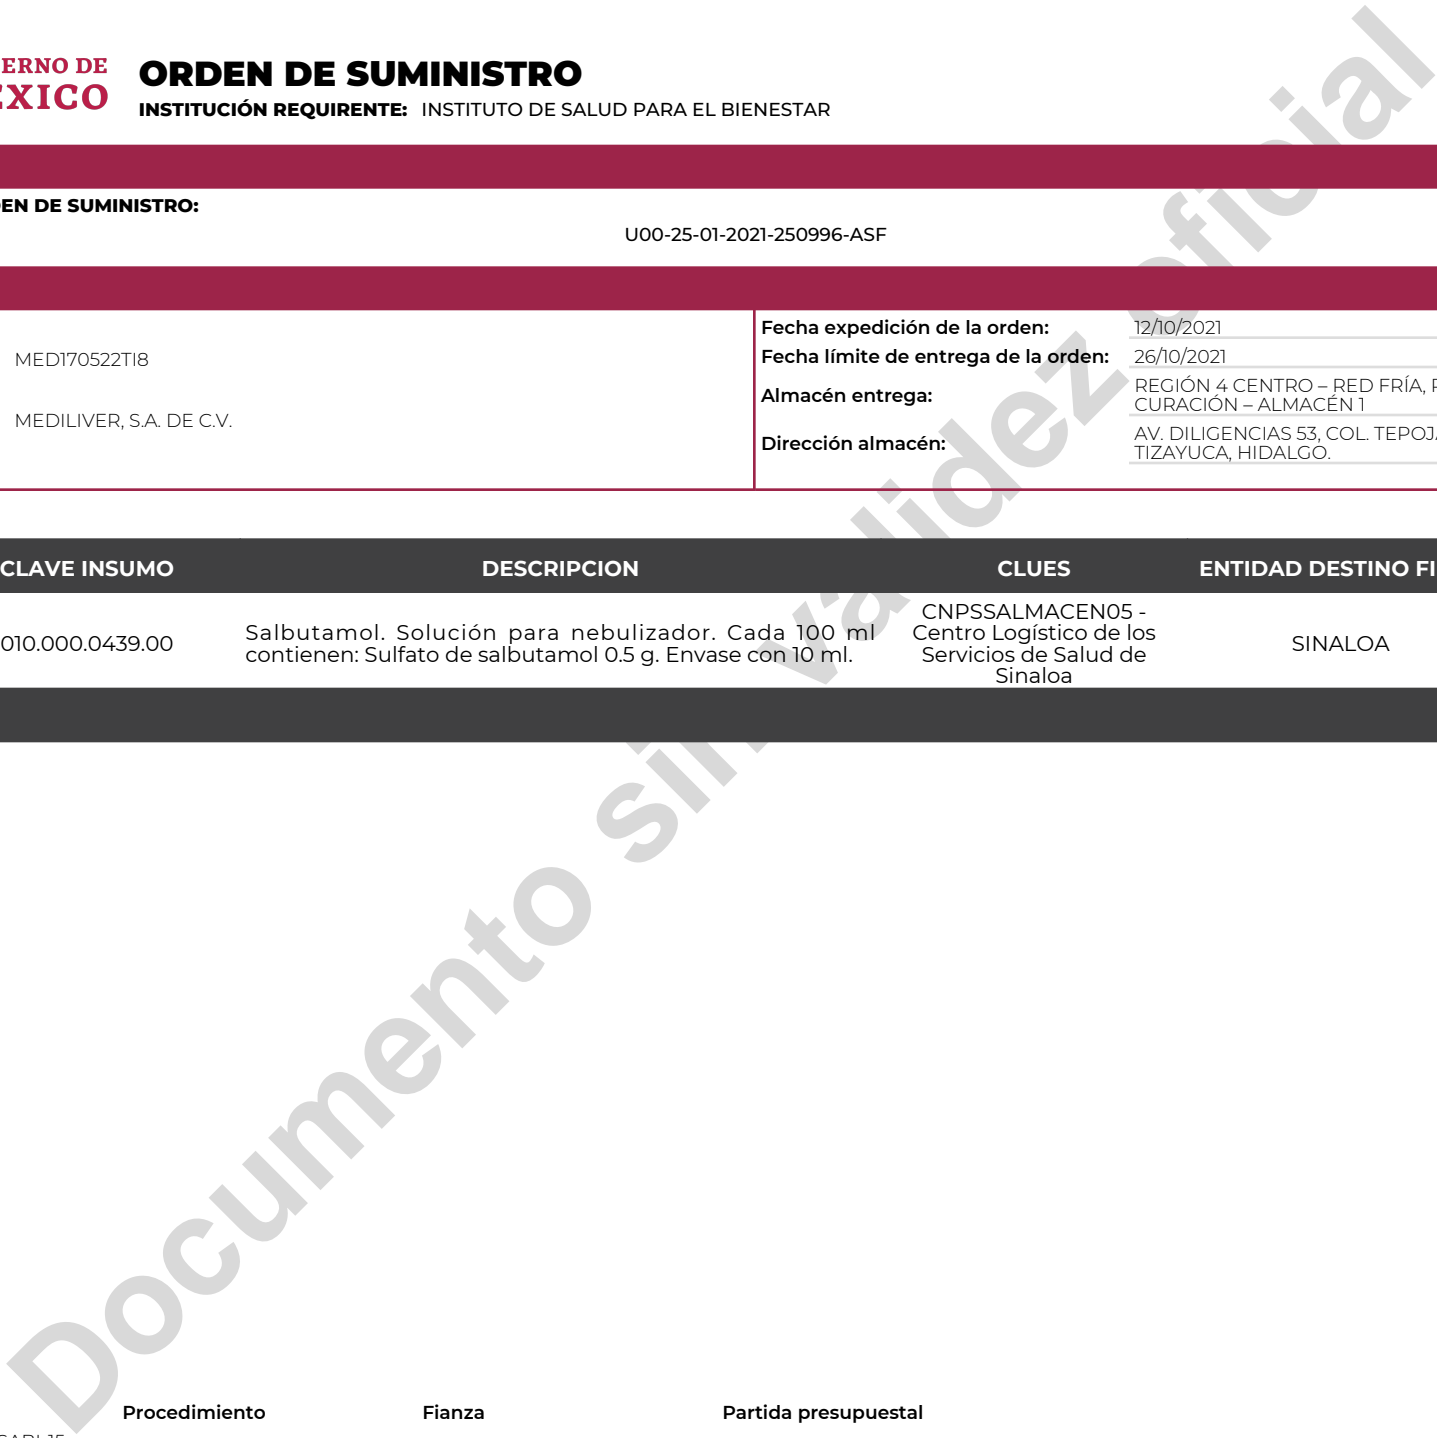 ERNO DE
ÉXICO
ORDEN DE SUMINISTRO
INSTITUCIÓN REQUIRENTE: INSTITUTO DE SALUD PARA EL BIENESTAR
EN DE SUMINISTRO:
U00-25-01-2021-250996-ASF
MED170522TI8
MEDILIVER, S.A. DE C.V.
Fecha expedición de la orden: 12/10/2021
Fecha límite de entrega de la orden: 26/10/2021
Almacén entrega: REGIÓN 4 CENTRO – RED FRÍA,
CURACIÓN – ALMACÉN 1
Dirección almacén: AV. DILIGENCIAS 53, COL. TEPOJA
TIZAYUCA, HIDALGO.
CLAVE INSUMO DESCRIPCION CLUES ENTIDAD DESTINO FI
010.000.0439.00
Salbutamol. Solución para nebulizador. Cada 100 ml
contienen: Sulfato de salbutamol 0.5 g. Envase con 10 ml.
CNPSSALMACEN05 -
Centro Logístico de los
Servicios de Salud de
Sinaloa
SINALOA
Documento sin validez oficial
Procedimiento Fianza Partida presupuestal